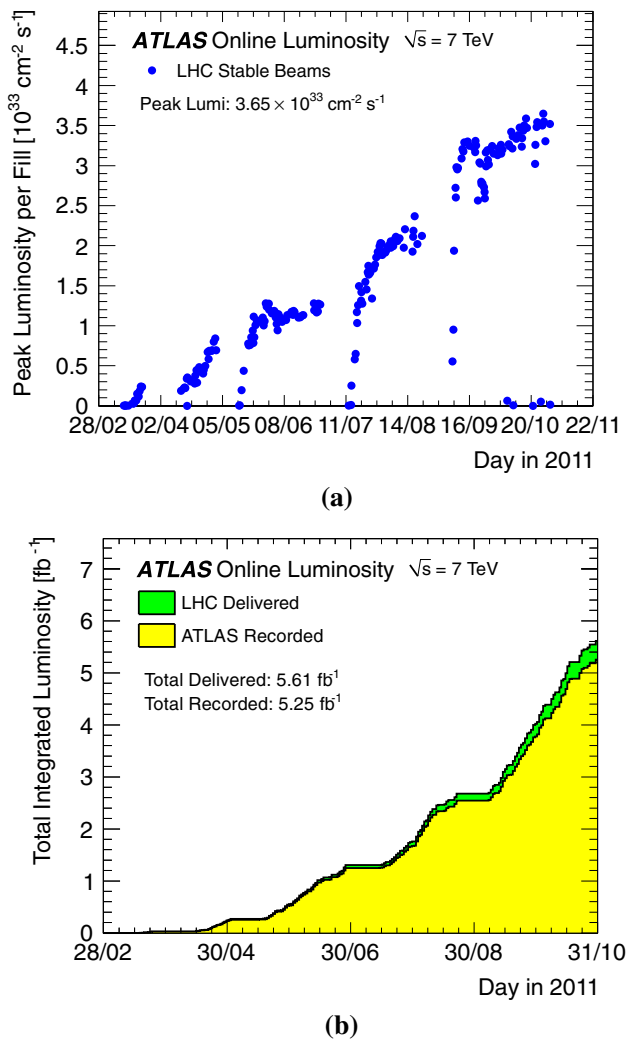 ATLAS Online Luminosity √s = 7 TeV
LHC Stable Beams
Peak Lumi: 3.65 × 10³³ cm⁻² s⁻¹
Peak Luminosity per Fill [10³³ cm⁻² s⁻¹]
4.5
4
3.5
3
2.5
2
1.5
1
0.5
0
28/02 02/04 05/05 08/06 11/07 14/08 16/09 20/10 22/11
Day in 2011
(a)
ATLAS Online Luminosity √s = 7 TeV
LHC Delivered
ATLAS Recorded
Total Delivered: 5.61 fb¹
Total Recorded: 5.25 fb¹
Total Integrated Luminosity [fb⁻¹]
7
6
5
4
3
2
1
0
28/02 30/04 30/06 30/08 31/10
Day in 2011
(b)